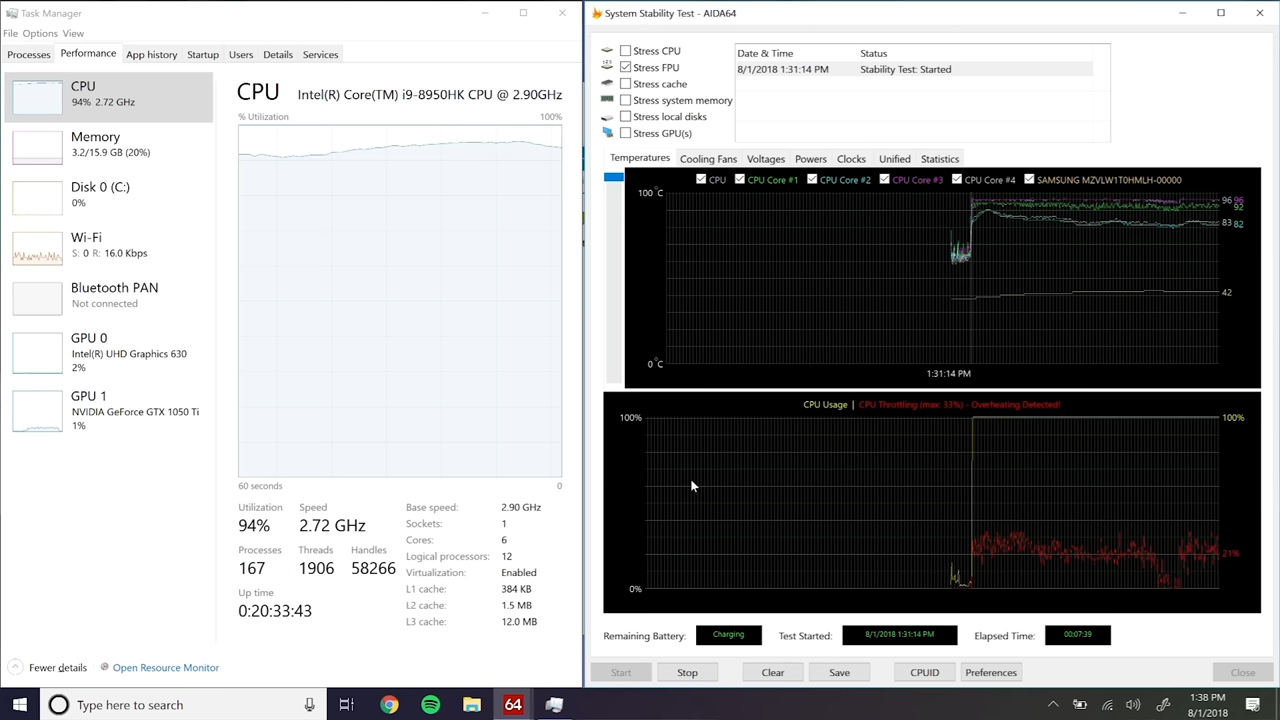 Task Manager
File Options View
Processes Performance App history Startup Users Details Services
CPU
94% 2.72 GHz
Memory
3.2/15.9 GB (20%)
Disk 0 (C:)
0%
Wi-Fi
S: 0 R: 16.0 Kbps
Bluetooth PAN
Not connected
GPU 0
Intel(R) UHD Graphics 630
2%
GPU 1
NVIDIA GeForce GTX 1050 Ti
1%
CPU Intel(R) Core(TM) i9-8950HK CPU @ 2.90GHz
% Utilization 100%
60 seconds 0
Utilization Speed
94% 2.72 GHz
Processes Threads Handles
167 1906 58266
Up time
0:20:33:43
Base speed: 2.90 GHz
Sockets: 1
Cores: 6
Logical processors: 12
Virtualization: Enabled
L1 cache: 384 KB
L2 cache: 1.5 MB
L3 cache: 12.0 MB
Fewer details Open Resource Monitor
System Stability Test - AIDA64
Stress CPU
Stress FPU
Stress cache
Stress system memory
Stress local disks
Stress GPU(s)
Date & Time Status
8/1/2018 1:31:14 PM Stability Test: Started
Temperatures Cooling Fans Voltages Powers Clocks Unified Statistics
CPU CPU Core #1 CPU Core #2 CPU Core #3 CPU Core #4 SAMSUNG MZVLW1T0HMLH-00000
100 °C
96 96
92
83 82
42
0 °C
1:31:14 PM
CPU Usage | CPU Throttling (max: 33%) - Overheating Detected!
100% 100%
21%
0%
Remaining Battery: Charging Test Started: 8/1/2018 1:31:14 PM Elapsed Time: 00:07:39
Start Stop Clear Save CPUID Preferences Close
Type here to search
64
1:38 PM
8/1/2018